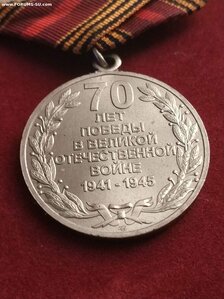 www.FORUMS-SU.com
70
ЛЕТ
ПОБЕДЫ
В ВЕЛИКОЙ
ОТЕЧЕСТВЕННОЙ
ВОЙНЕ
1941-1945